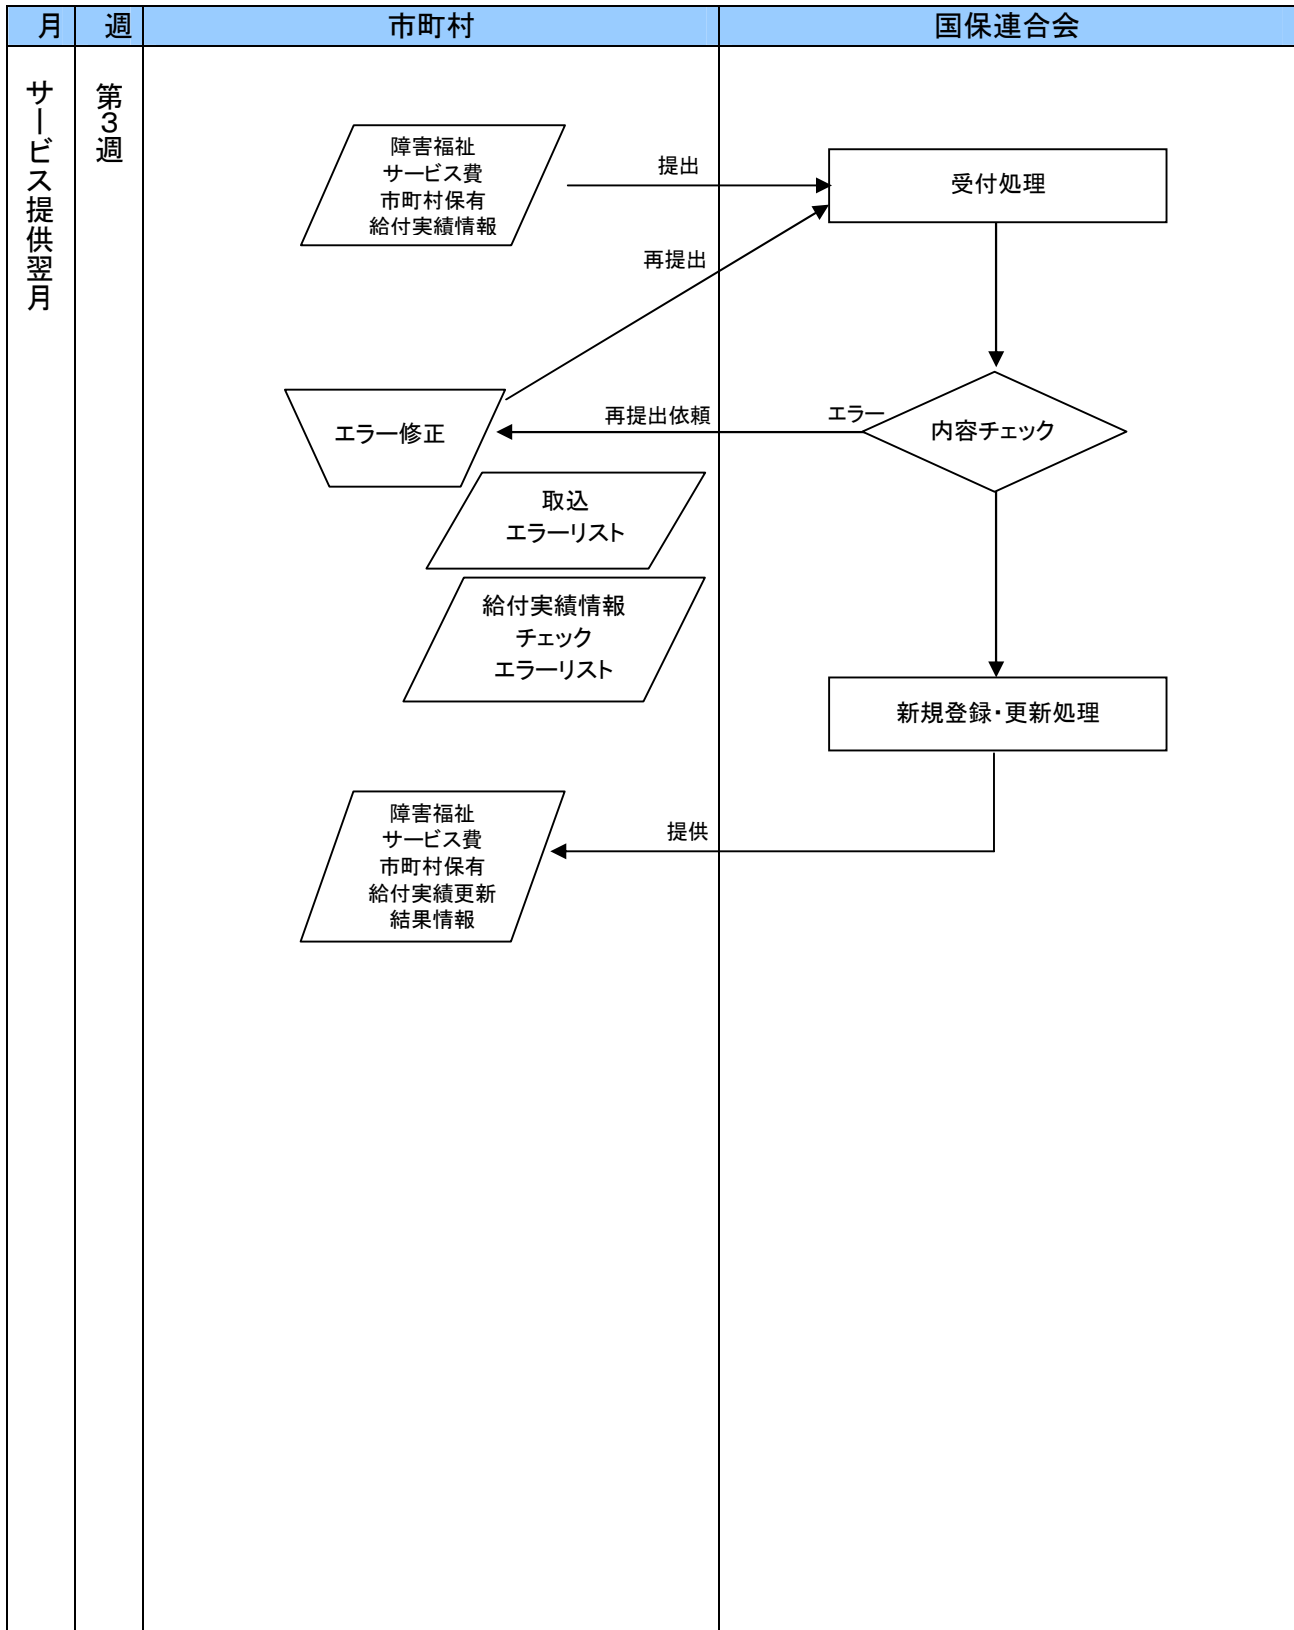 月
週
市町村
国保連合会
サービス提供翌月
第3週
障害福祉
サービス費
市町村保有
給付実績情報
提出
受付処理
再提出
エラー修正
再提出依頼
エラー
内容チェック
取込
エラーリスト
給付実績情報
チェック
エラーリスト
新規登録・更新処理
障害福祉
サービス費
市町村保有
給付実績更新
結果情報
提供